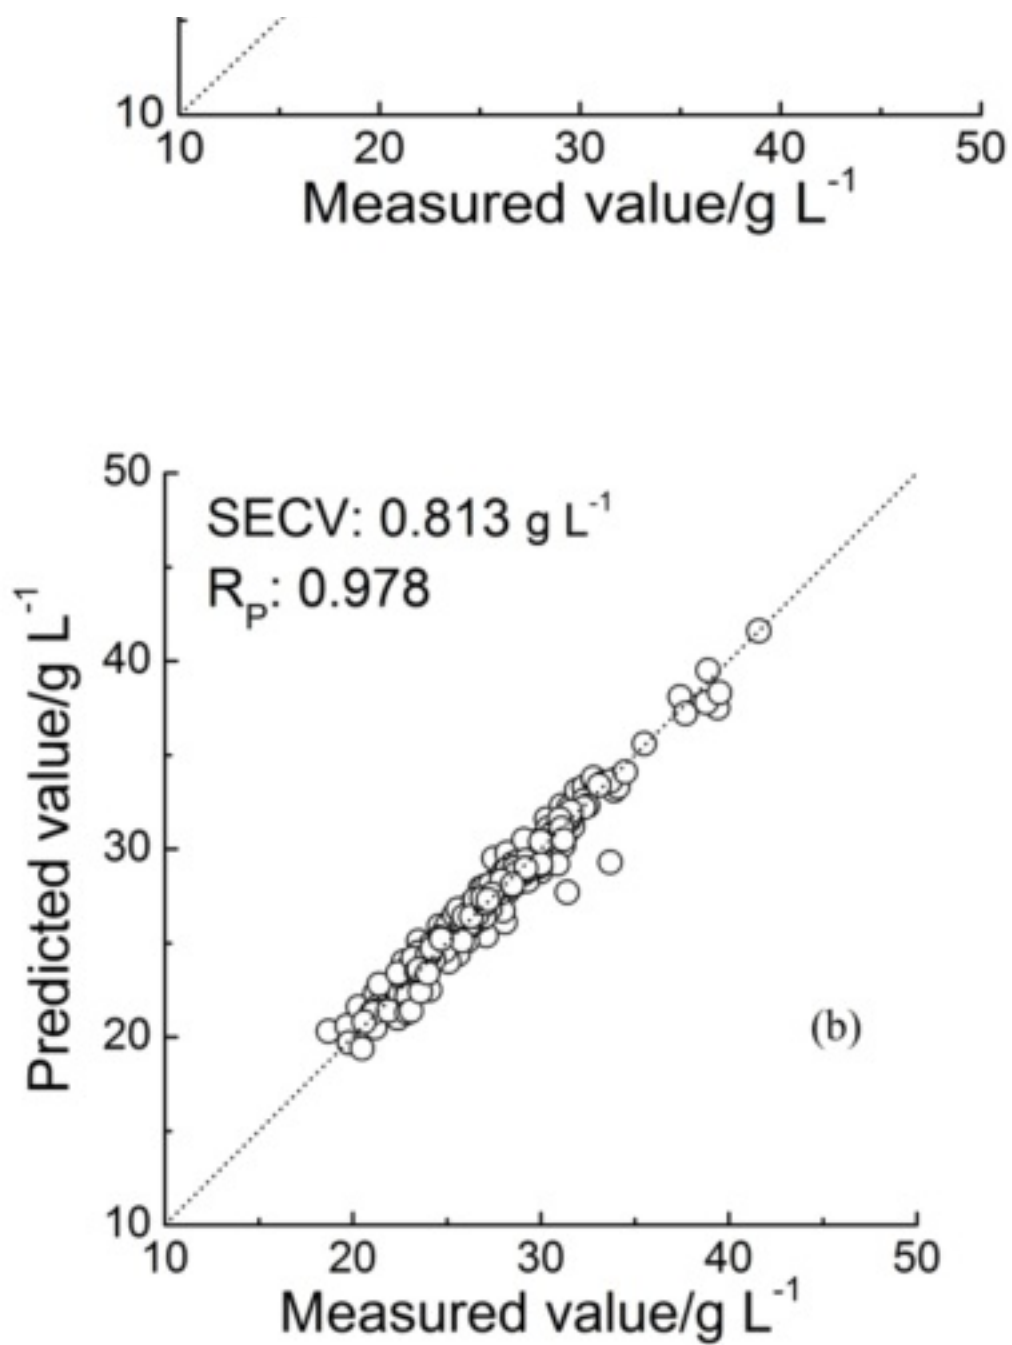 10
10 20 30 40 50
Measured value/g L⁻¹
50
SECV: 0.813 g L⁻¹
R_P: 0.978
40
Predicted value/g L⁻¹
30
(b)
20
10
10 20 30 40 50
Measured value/g L⁻¹